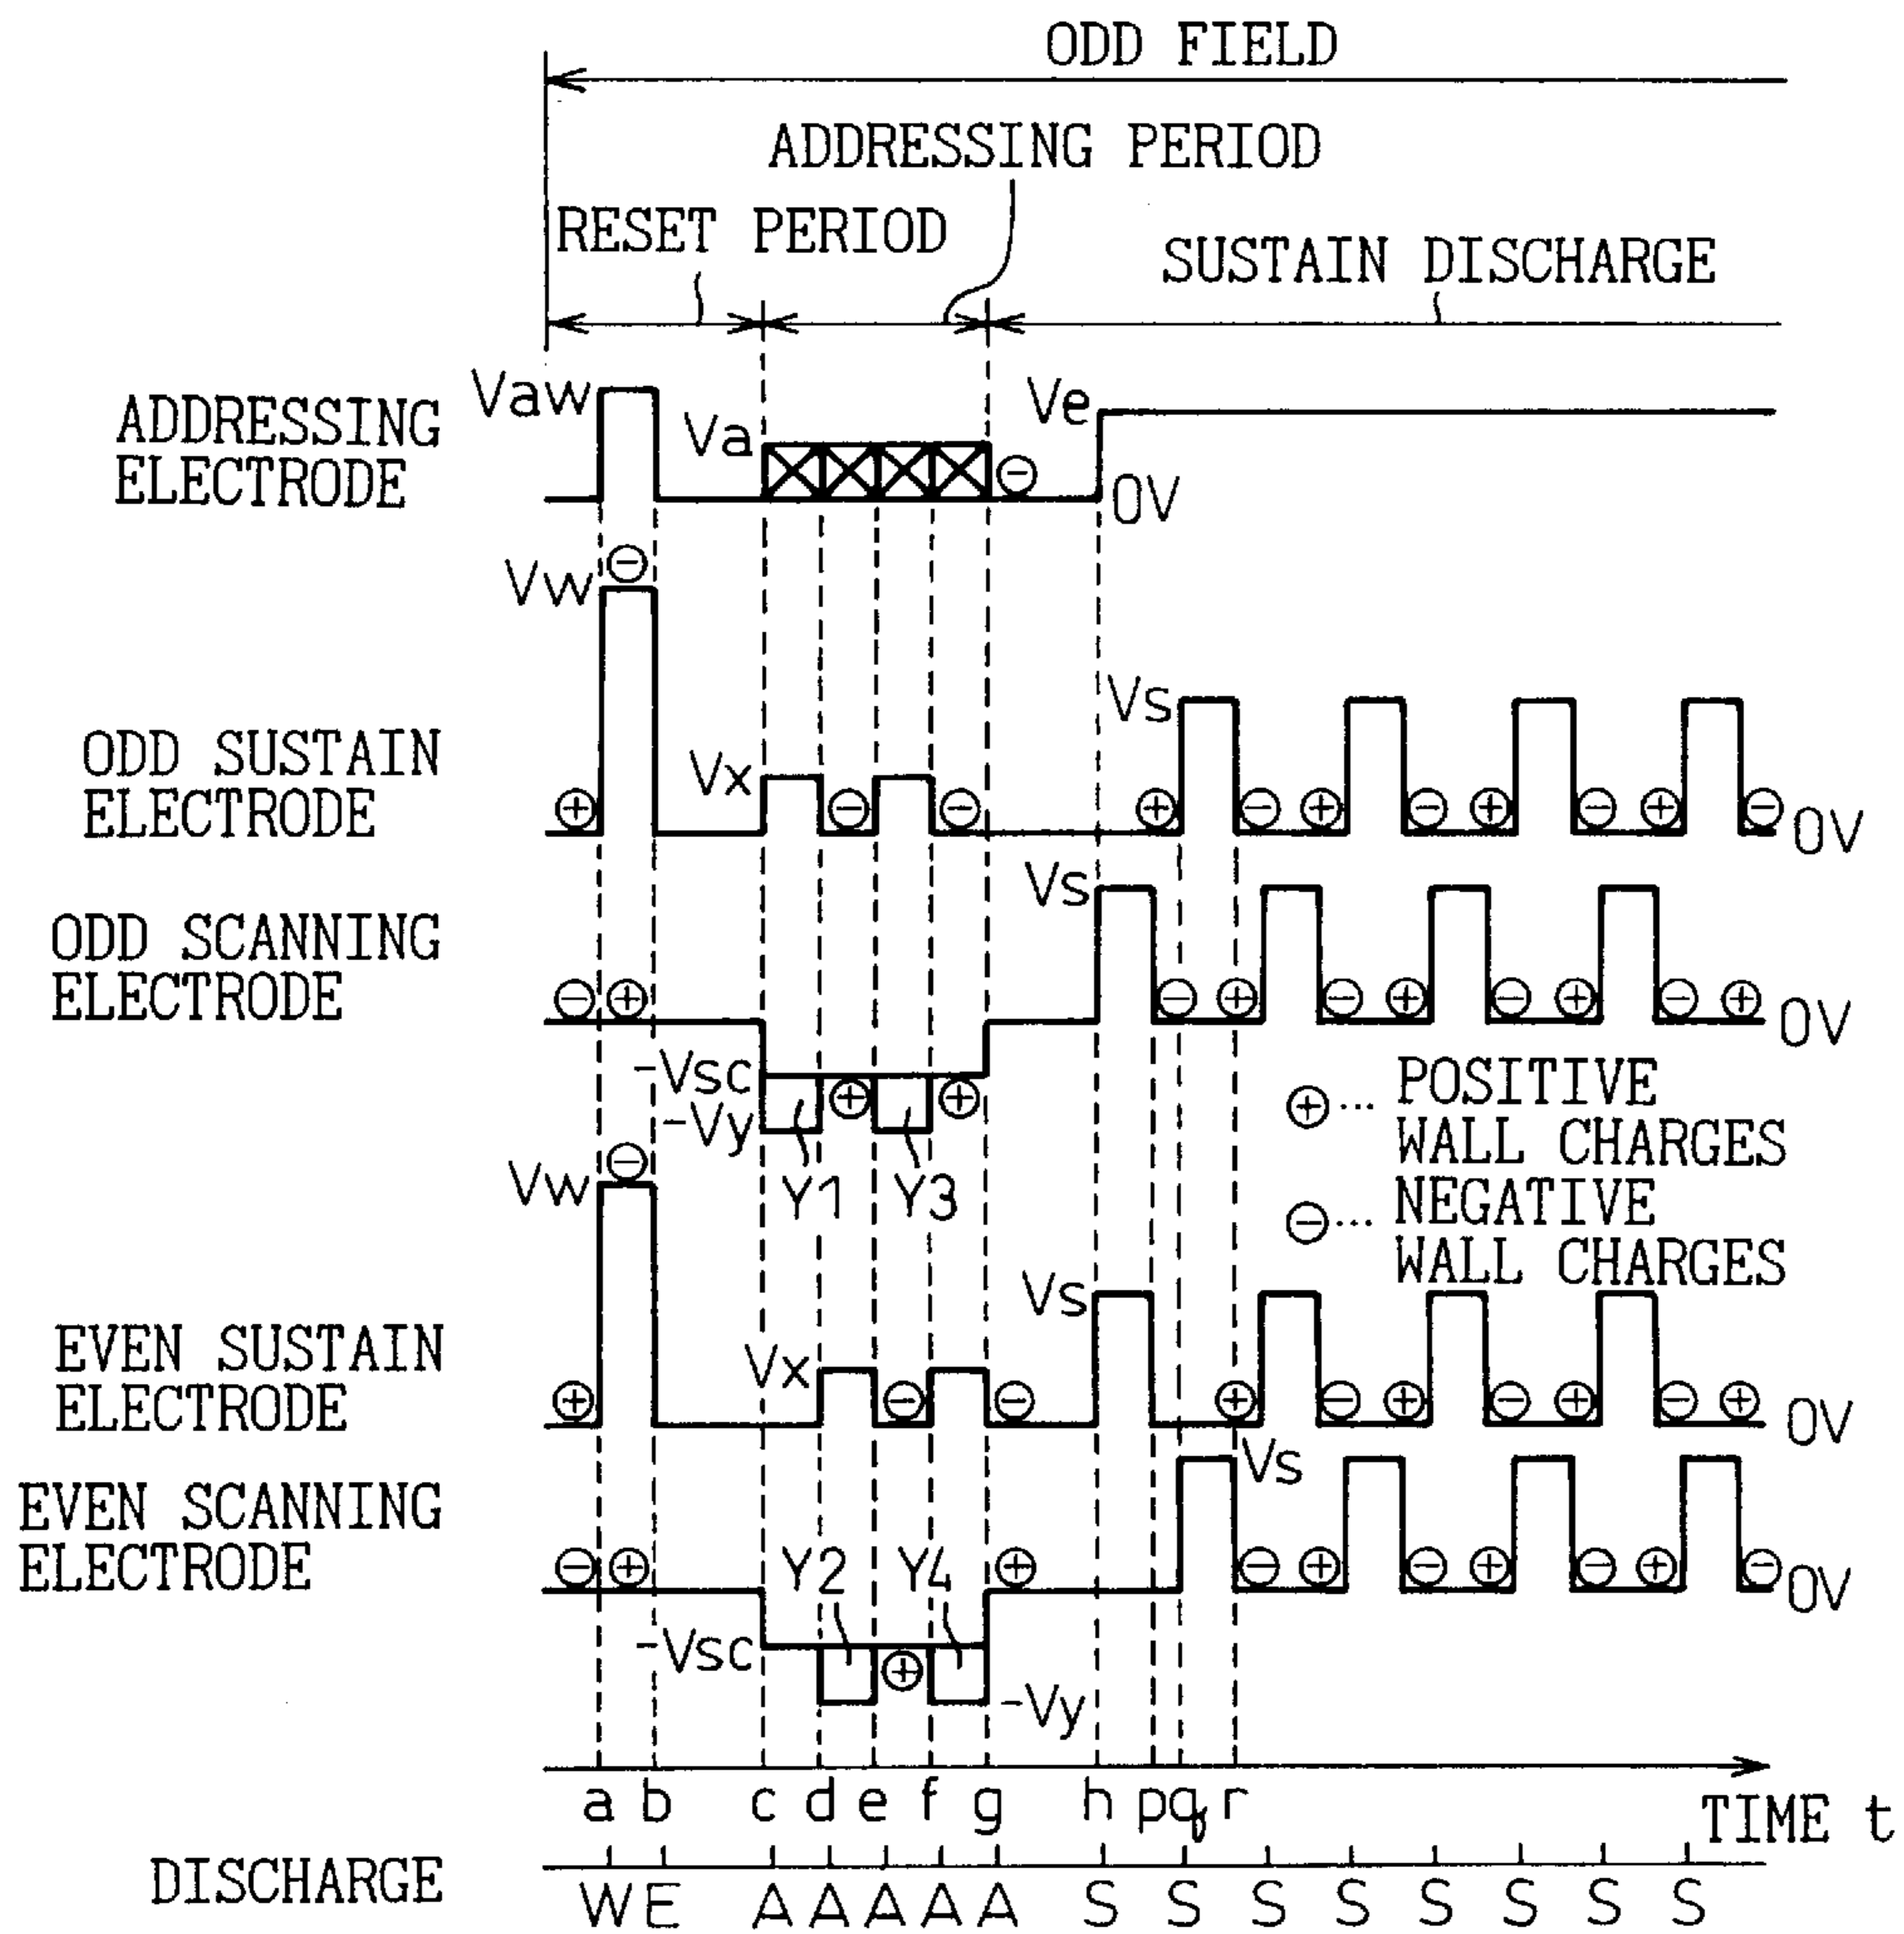 ODD FIELD
ADDRESSING PERIOD
RESET PERIOD
SUSTAIN DISCHARGE
ADDRESSING
ELECTRODE
Vaw
Va
Ve
⊖
0V
Vw
⊖
ODD SUSTAIN
ELECTRODE
Vx
Vs
⊕ ⊖ ⊖ ⊕ ⊖ ⊕ ⊖ ⊕ ⊖ ⊕ ⊖
0V
ODD SCANNING
ELECTRODE
Vs
⊖ ⊕ ⊖ ⊕ ⊖ ⊕ ⊖ ⊕ ⊖ ⊕
0V
-Vsc
⊕ ⊕
-Vy
Y1 Y3
⊕··· POSITIVE
WALL CHARGES
⊖··· NEGATIVE
WALL CHARGES
Vw
⊖
EVEN SUSTAIN
ELECTRODE
Vx
Vs
⊕ ⊖ ⊖ ⊕ ⊖ ⊕ ⊖ ⊕ ⊖ ⊕
0V
EVEN SCANNING
ELECTRODE
Vs
⊖ ⊕ Y2 Y4 ⊕ ⊖ ⊕ ⊖ ⊕ ⊖ ⊕ ⊖
0V
-Vsc
⊕
-Vy
a b c d e f g h p q r
TIME t
DISCHARGE
W E A A A A A S S S S S S S S